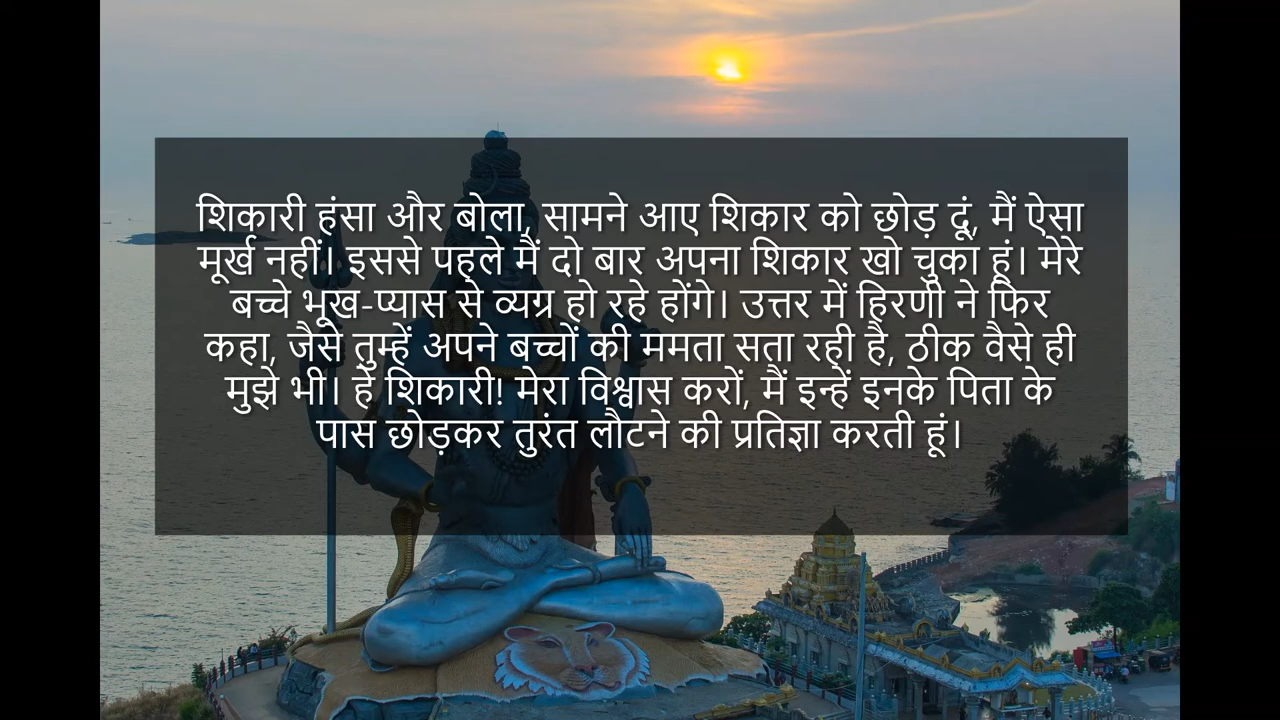 शिकारी हंसा और बोला, सामने आए शिकार को छोड़ दूं, मैं ऐसा
मूर्ख नहीं। इससे पहले मैं दो बार अपना शिकार खो चुका हूं। मेरे
बच्चे भूख-प्यास से व्यग्र हो रहे होंगे। उत्तर में हिरणी ने फिर
कहा, जैसे तुम्हें अपने बच्चों की ममता सता रही है, ठीक वैसे ही
मुझे भी। हे शिकारी! मेरा विश्वास करों, मैं इन्हें इनके पिता के
पास छोड़कर तुरंत लौटने की प्रतिज्ञा करती हूं।